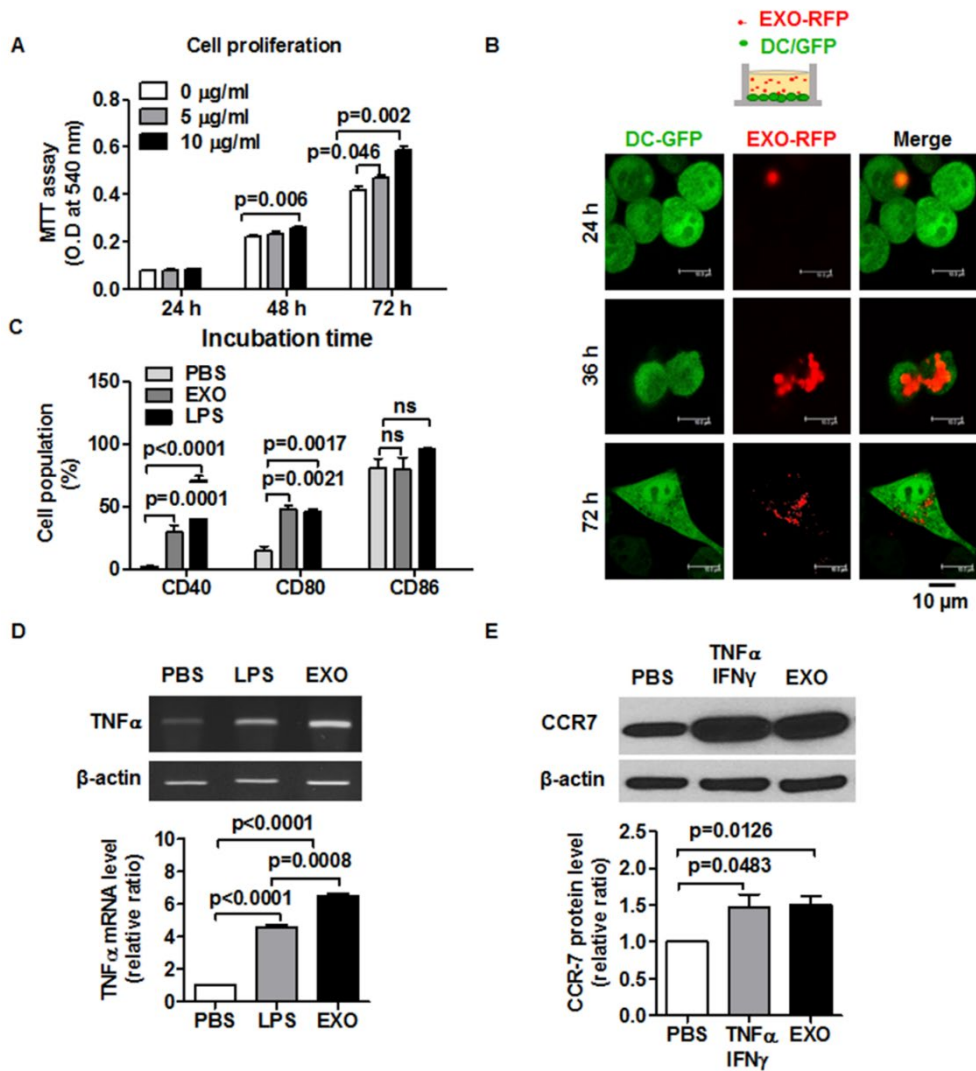 A
Cell proliferation
0 µg/ml
5 µg/ml
10 µg/ml
p=0.002
p=0.046
p=0.006
MTT assay
(O.D at 540 nm)
0.8
0.6
0.4
0.2
0.0
24 h
48 h
72 h
Incubation time
B
EXO-RFP
DC/GFP
DC-GFP
EXO-RFP
Merge
24 h
36 h
72 h
10 µm
C
PBS
EXO
LPS
p<0.0001
p=0.0001
p=0.0017
p=0.0021
ns
ns
Cell population
(%)
150
100
50
0
CD40
CD80
CD86
D
PBS
LPS
EXO
TNFα
β-actin
p<0.0001
p=0.0008
p<0.0001
TNFα mRNA level
(relative ratio)
10
8
6
4
2
0
PBS
LPS
EXO
E
TNFα
IFNγ
PBS
EXO
CCR7
β-actin
p=0.0126
p=0.0483
CCR-7 protein level
(relative ratio)
2.5
2.0
1.5
1.0
0.5
0.0
PBS
TNFα
IFNγ
EXO